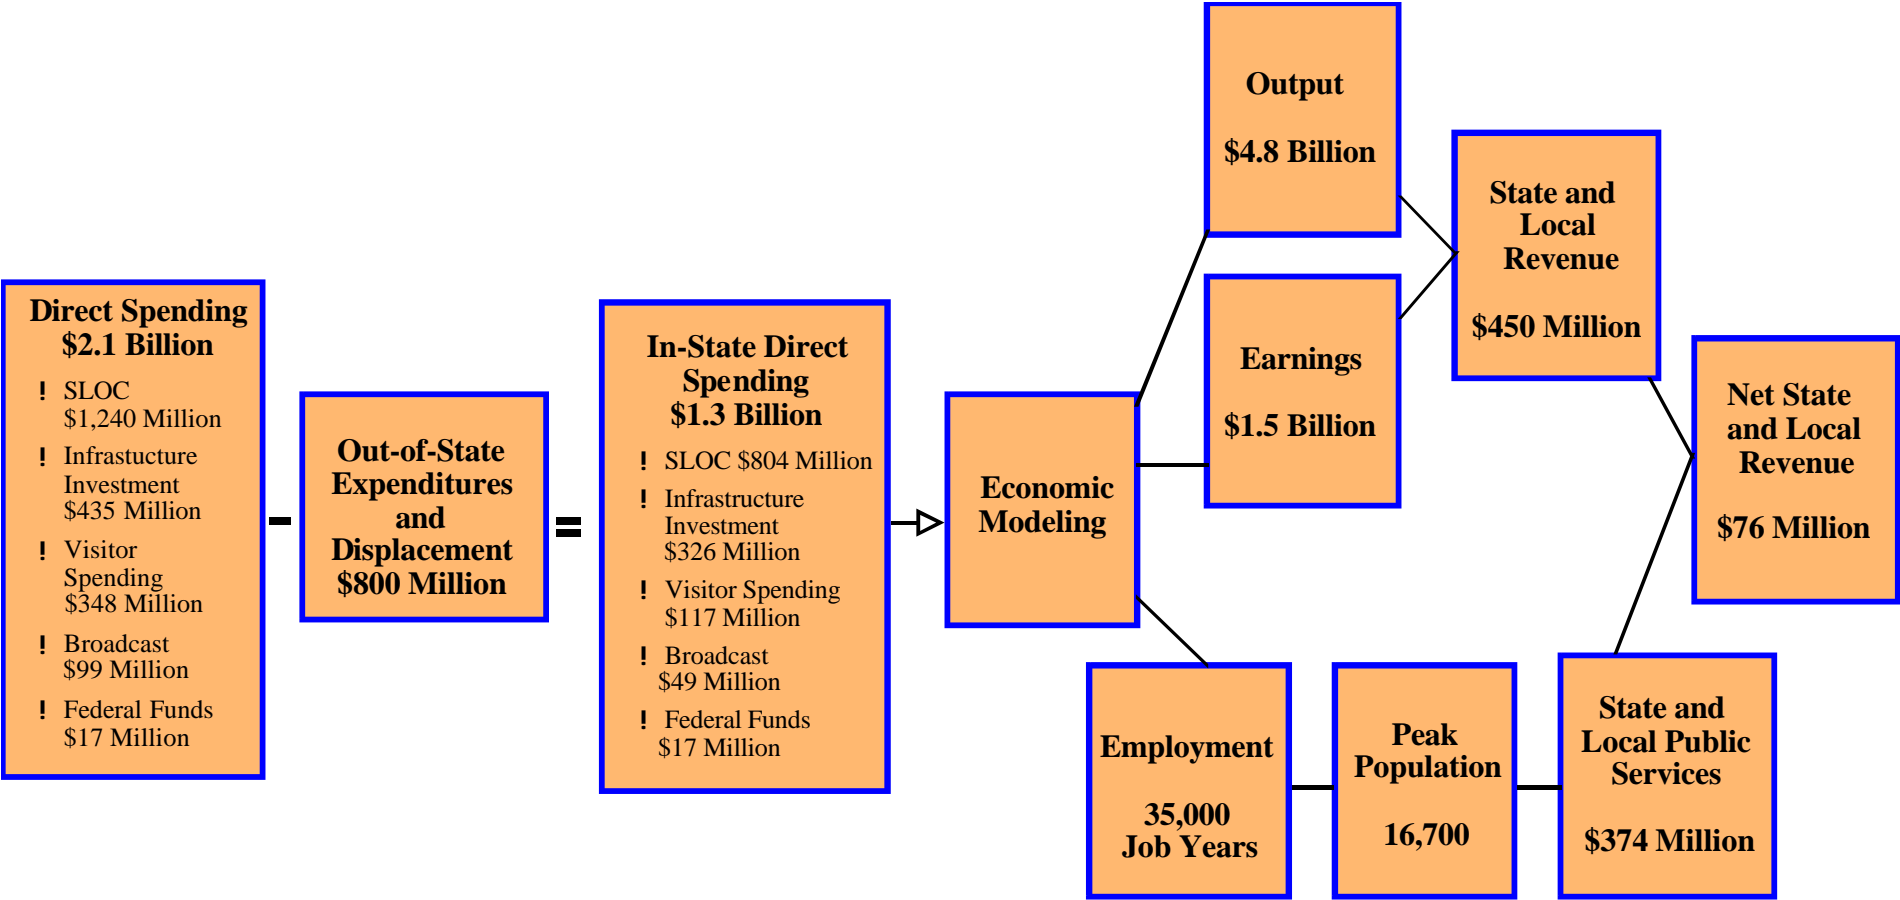 Direct Spending
$2.1 Billion
! SLOC
$1,240 Million
! Infrastucture
Investment
$435 Million
! Visitor
Spending
$348 Million
! Broadcast
$99 Million
! Federal Funds
$17 Million
-
Out-of-State
Expenditures
and
Displacement
$800 Million
=
In-State Direct
Spending
$1.3 Billion
! SLOC $804 Million
! Infrastructure
Investment
$326 Million
! Visitor Spending
$117 Million
! Broadcast
$49 Million
! Federal Funds
$17 Million
Economic
Modeling
Output
$4.8 Billion
Earnings
$1.5 Billion
State and
Local
Revenue
$450 Million
Employment
35,000
Job Years
Peak
Population
16,700
State and
Local Public
Services
$374 Million
Net State
and Local
Revenue
$76 Million